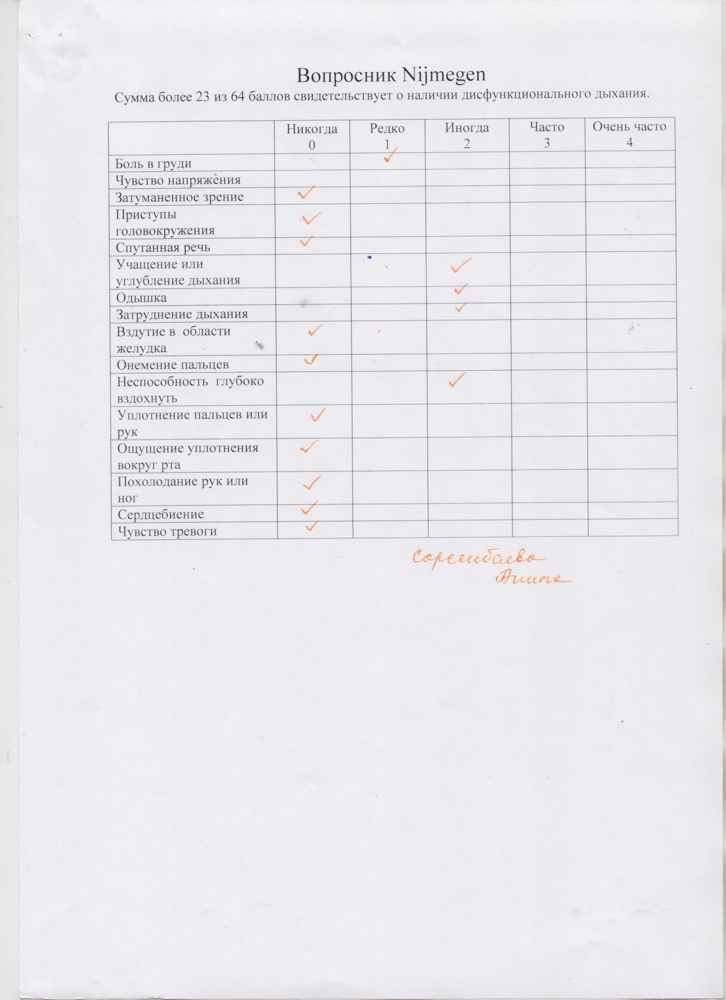 Вопросник Nijmegen
Сумма более 23 из 64 баллов свидетельствует о наличии дисфункционального дыхания.
Никогда Редко Иногда Часто Очень часто
0 1 2 3 4
Боль в груди ✓
Чувство напряжения
Затуманенное зрение ✓
Приступы ✓
головокружения
Спутанная речь ✓
Учащение или ✓
углубление дыхания
Одышка ✓
Затруднение дыхания ✓
Вздутие в области ✓
желудка
Онемение пальцев ✓
Неспособность глубоко ✓
вздохнуть
Уплотнение пальцев или ✓
рук
Ощущение уплотнения ✓
вокруг рта
Похолодание рук или ✓
ног
Сердцебиение ✓
Чувство тревоги ✓